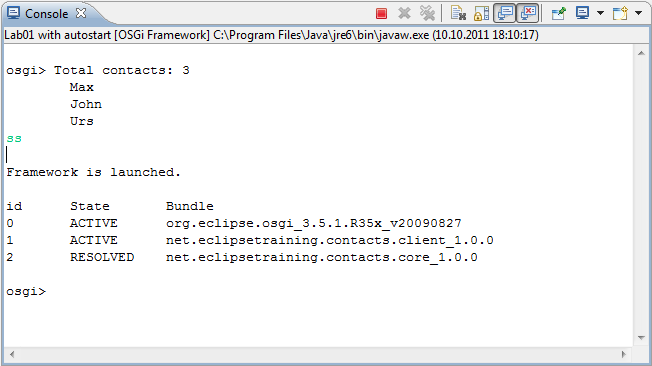 Console
Lab01 with autostart [OSGi Framework] C:\Program Files\Java\jre6\bin\javaw.exe (10.10.2011 18:10:17)
osgi> Total contacts: 3
Max
John
Urs
ss
Framework is launched.
id State Bundle
0 ACTIVE org.eclipse.osgi_3.5.1.R35x_v20090827
1 ACTIVE net.eclipsetraining.contacts.client_1.0.0
2 RESOLVED net.eclipsetraining.contacts.core_1.0.0
osgi>